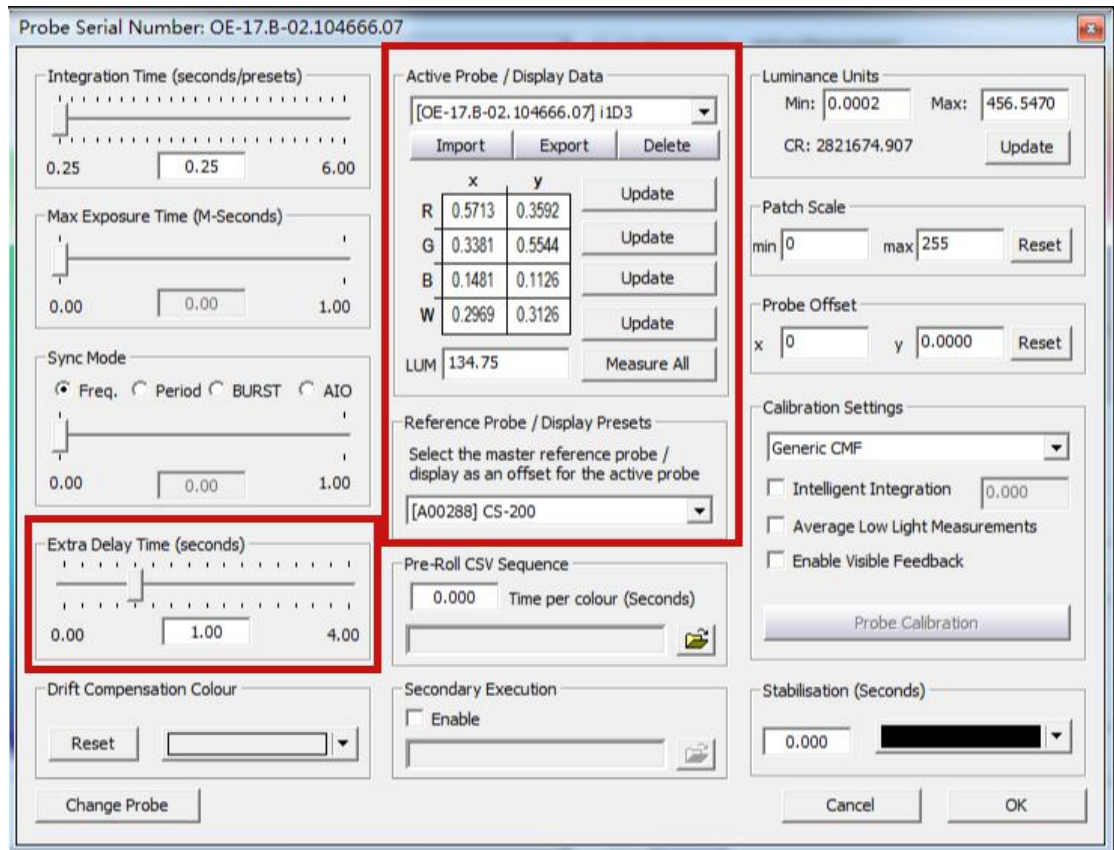 Probe Serial Number: OE-17.B-02.104666.07
Integration Time (seconds/presets)
0.25 0.25 6.00
Max Exposure Time (M-Seconds)
0.00 0.00 1.00
Sync Mode
Freq. Period BURST AIO
0.00 0.00 1.00
Extra Delay Time (seconds)
0.00 1.00 4.00
Drift Compensation Colour
Reset
Change Probe
Active Probe / Display Data
[OE-17.B-02.104666.07] i1D3
Import Export Delete
x y
R 0.5713 0.3592 Update
G 0.3381 0.5544 Update
B 0.1481 0.1126 Update
W 0.2969 0.3126 Update
LUM 134.75 Measure All
Reference Probe / Display Presets
Select the master reference probe /
display as an offset for the active probe
[A00288] CS-200
Pre-Roll CSV Sequence
0.000 Time per colour (Seconds)
Secondary Execution
Enable
Luminance Units
Min: 0.0002 Max: 456.5470
CR: 2821674.907 Update
Patch Scale
min 0 max 255 Reset
Probe Offset
x 0 y 0.0000 Reset
Calibration Settings
Generic CMF
Intelligent Integration 0.000
Average Low Light Measurements
Enable Visible Feedback
Probe Calibration
Stabilisation (Seconds)
0.000
Cancel OK